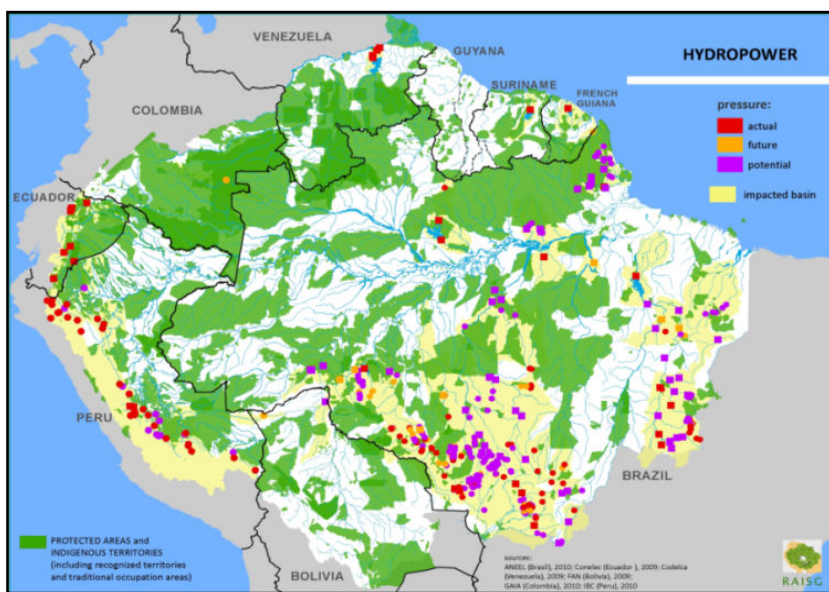 VENEZUELA
GUYANA
HYDROPOWER
SURINAME
FRENCH
GUIANA
COLOMBIA
pressure:
actual
future
potential
impacted basin
ECUADOR
PERU
BRAZIL
BOLIVIA
PROTECTED AREAS and
INDIGENOUS TERRITORIES
(including recognized territories
and traditional occupation areas)
SOURCES:
ANEEL (Brasil), 2010; Conelec (Ecuador ), 2009; Codelca
(Venezuela), 2009; FAN (Bolivia), 2009;
GAIA (Colombia), 2010; IBC (Peru), 2010
RAISG